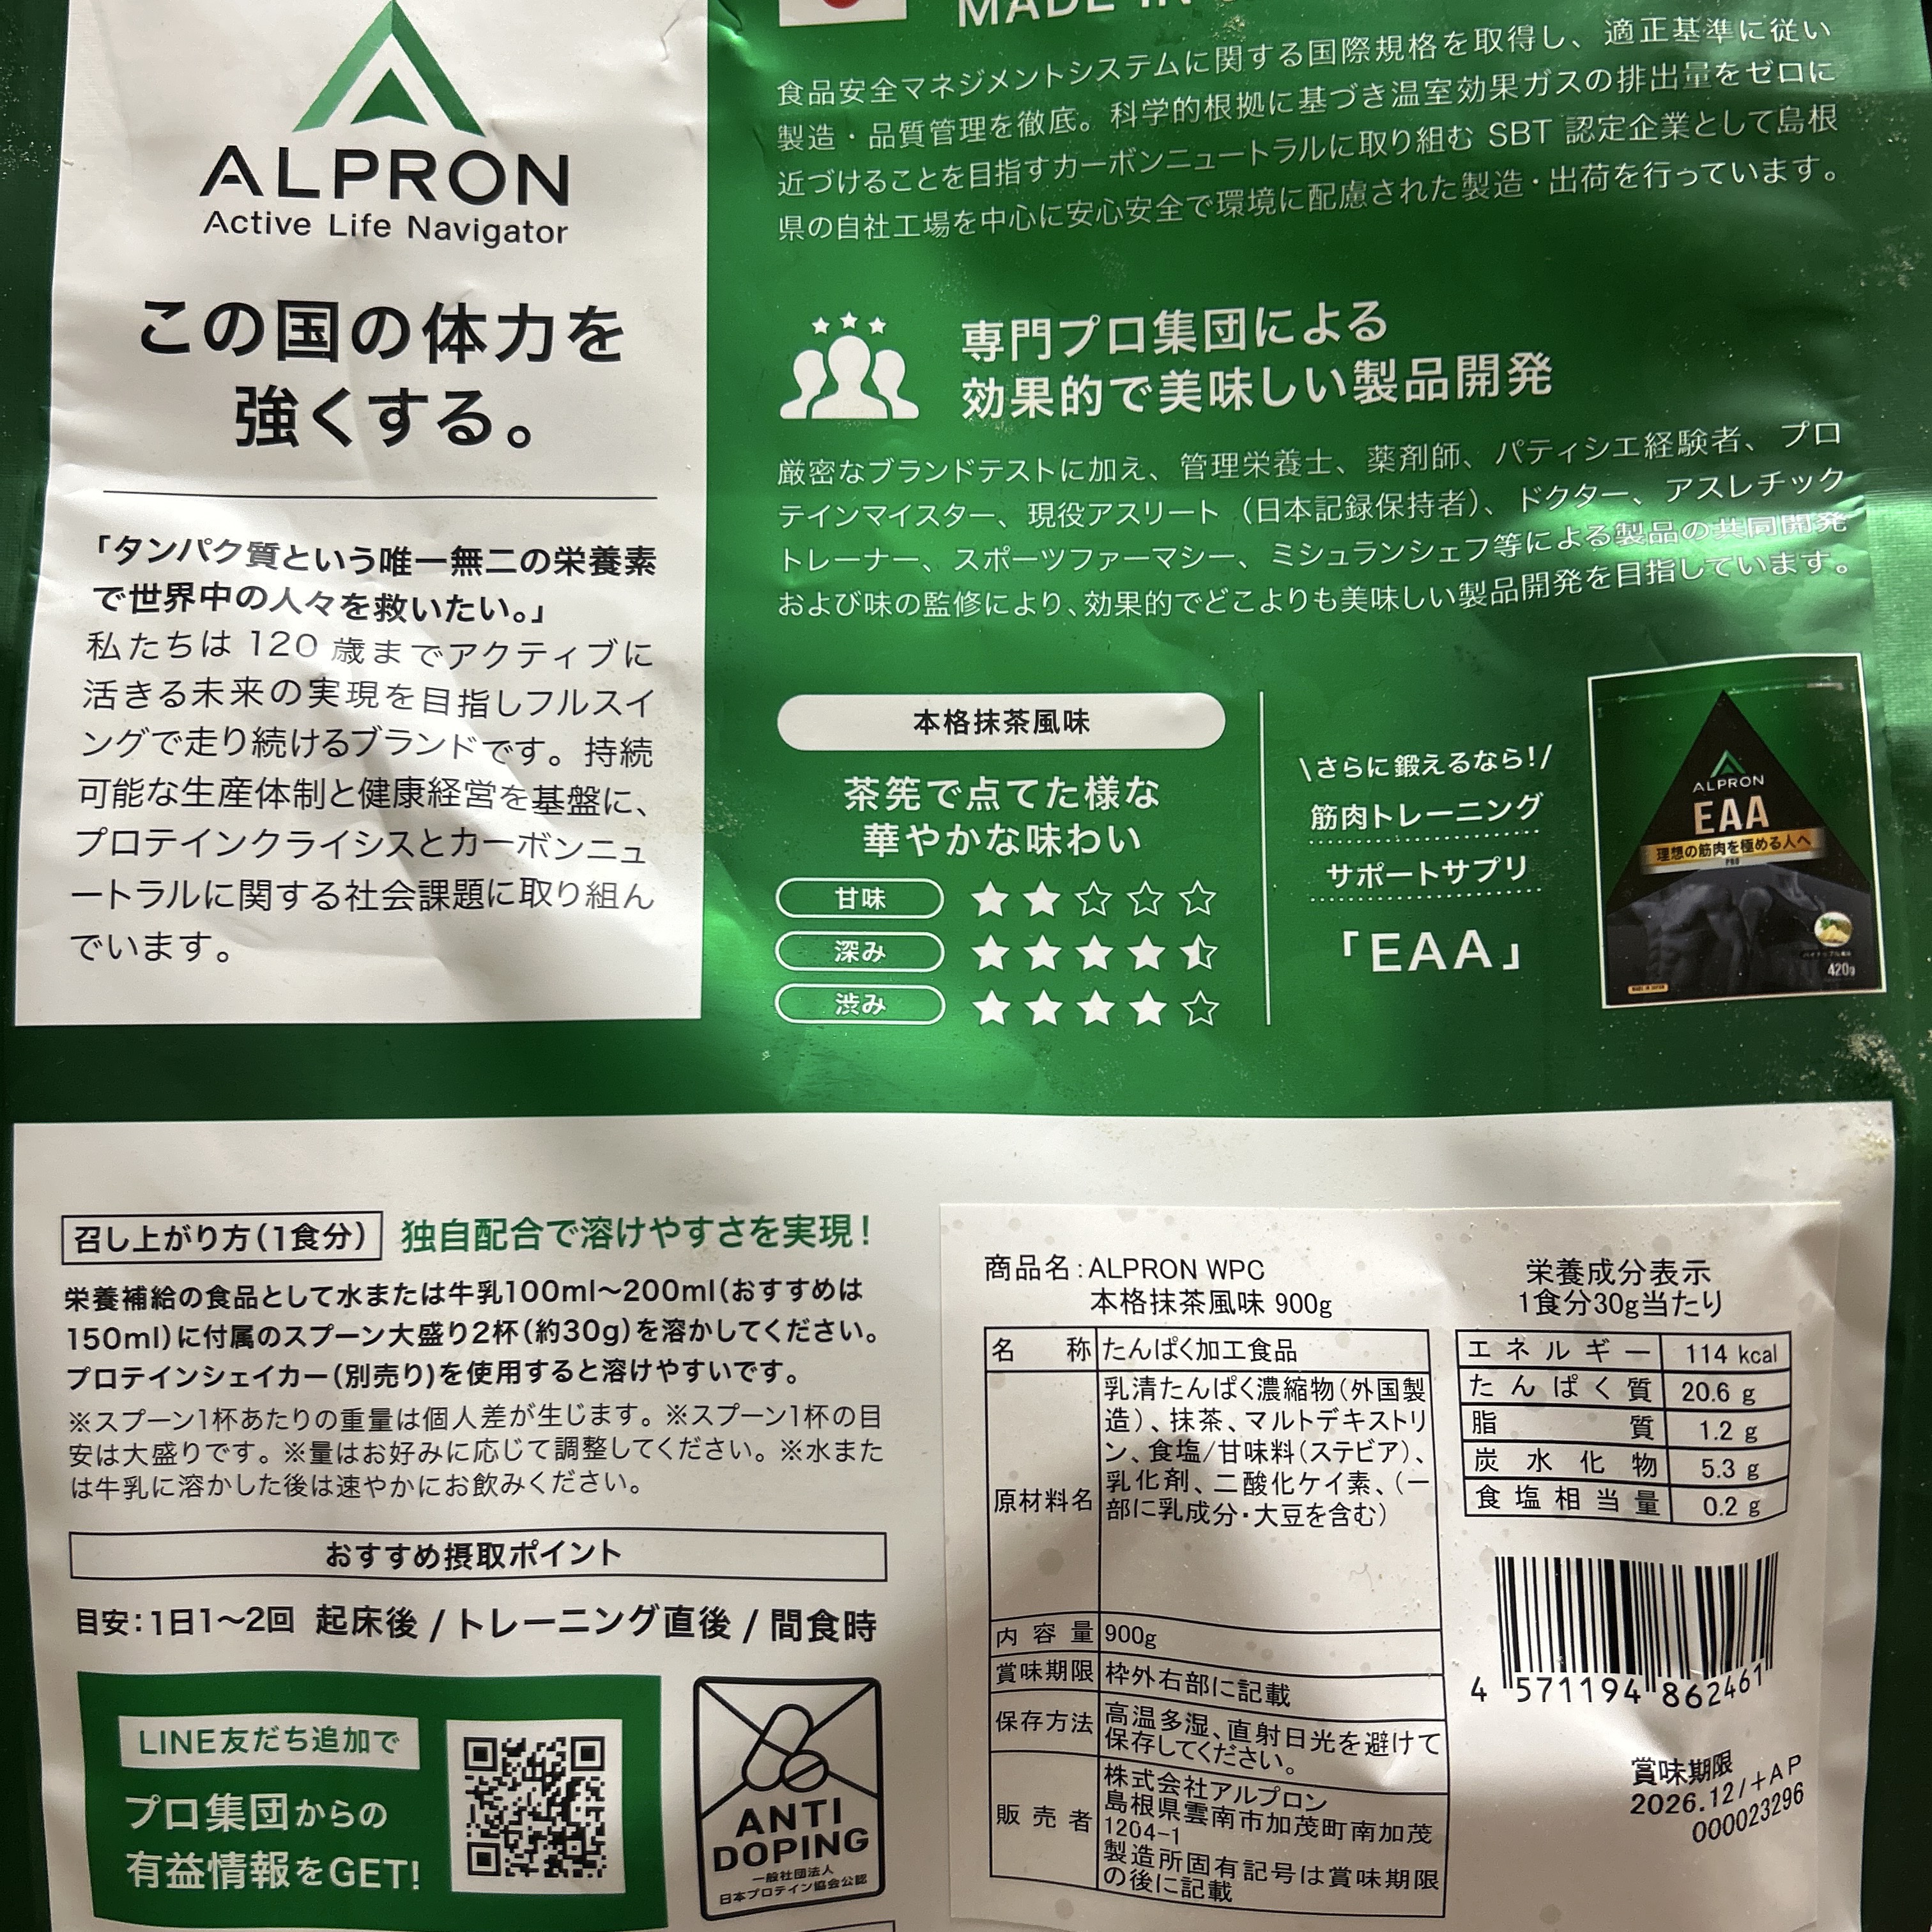 ALPRON
Active Life Navigator
この国の体力を
強くする。
「タンパク質という唯一無二の栄養素
で世界中の人々を救いたい。」
私たちは 120 歳までアクティブに
活きる未来の実現を目指しフルスイ
ングで走り続けるブランドです。持続
可能な生産体制と健康経営を基盤に、
プロテインクライシスとカーボンニュ
ートラルに関する社会課題に取り組ん
でいます。
MADE IN
食品安全マネジメントシステムに関する国際規格を取得し、適正基準に従い
製造・品質管理を徹底。科学的根拠に基づき温室効果ガスの排出量をゼロに
近づけることを目指すカーボンニュートラルに取り組む SBT 認定企業として島根
県の自社工場を中心に安心安全で環境に配慮された製造・出荷を行っています。
専門プロ集団による
効果的で美味しい製品開発
厳密なブランドテストに加え、管理栄養士、薬剤師、パティシエ経験者、プロ
テインマイスター、現役アスリート（日本記録保持者）、ドクター、アスレチック
トレーナー、スポーツファーマシー、ミシュランシェフ等による製品の共同開発
および味の監修により、効果的でどこよりも美味しい製品開発を目指しています。
本格抹茶風味
茶筅で点てた様な
華やかな味わい
甘味 ★★☆☆☆
深み ★★★★
渋み ★★★★☆
\さらに鍛えるなら!/
筋肉トレーニング
サポートサプリ
「EAA」
ALPRON
EAA
理想の筋肉を極める人へ
PRO
420g
MADE IN JAPAN
召し上がり方(1食分) 独自配合で溶けやすさを実現!
栄養補給の食品として水または牛乳100ml〜200ml(おすすめは
150ml)に付属のスプーン大盛り2杯(約30g)を溶かしてください。
プロテインシェイカー(別売り)を使用すると溶けやすいです。
※スプーン1杯あたりの重量は個人差が生じます。※スプーン1杯の目
安は大盛りです。※量はお好みに応じて調整してください。※水また
は牛乳に溶かした後は速やかにお飲みください。
おすすめ摂取ポイント
目安:1日1〜2回 起床後 / トレーニング直後 / 間食時
LINE友だち追加で
プロ集団からの
有益情報をGET!
ANTI
DOPING
一般社団法人
日本プロテイン協会公認
商品名:ALPRON WPC
本格抹茶風味 900g
名 称 たんぱく加工食品
原材料名 乳清たんぱく濃縮物(外国製
造)、抹茶、マルトデキストリ
ン、食塩/甘味料(ステビア)、
乳化剤、二酸化ケイ素、(一
部に乳成分・大豆を含む)
内容量 900g
賞味期限 枠外右部に記載
保存方法 高温多湿、直射日光を避けて
保存してください。
販売者 株式会社アルプロン
島根県雲南市加茂町南加茂
1204-1
製造所固有記号は賞味期限
の後に記載
栄養成分表示
1食分30g当たり
エネルギー 114 kcal
たんぱく質 20.6 g
脂質 1.2 g
炭水化物 5.3 g
食塩相当量 0.2 g
4 571194 862461
賞味期限
2026.12/+AP
000023296